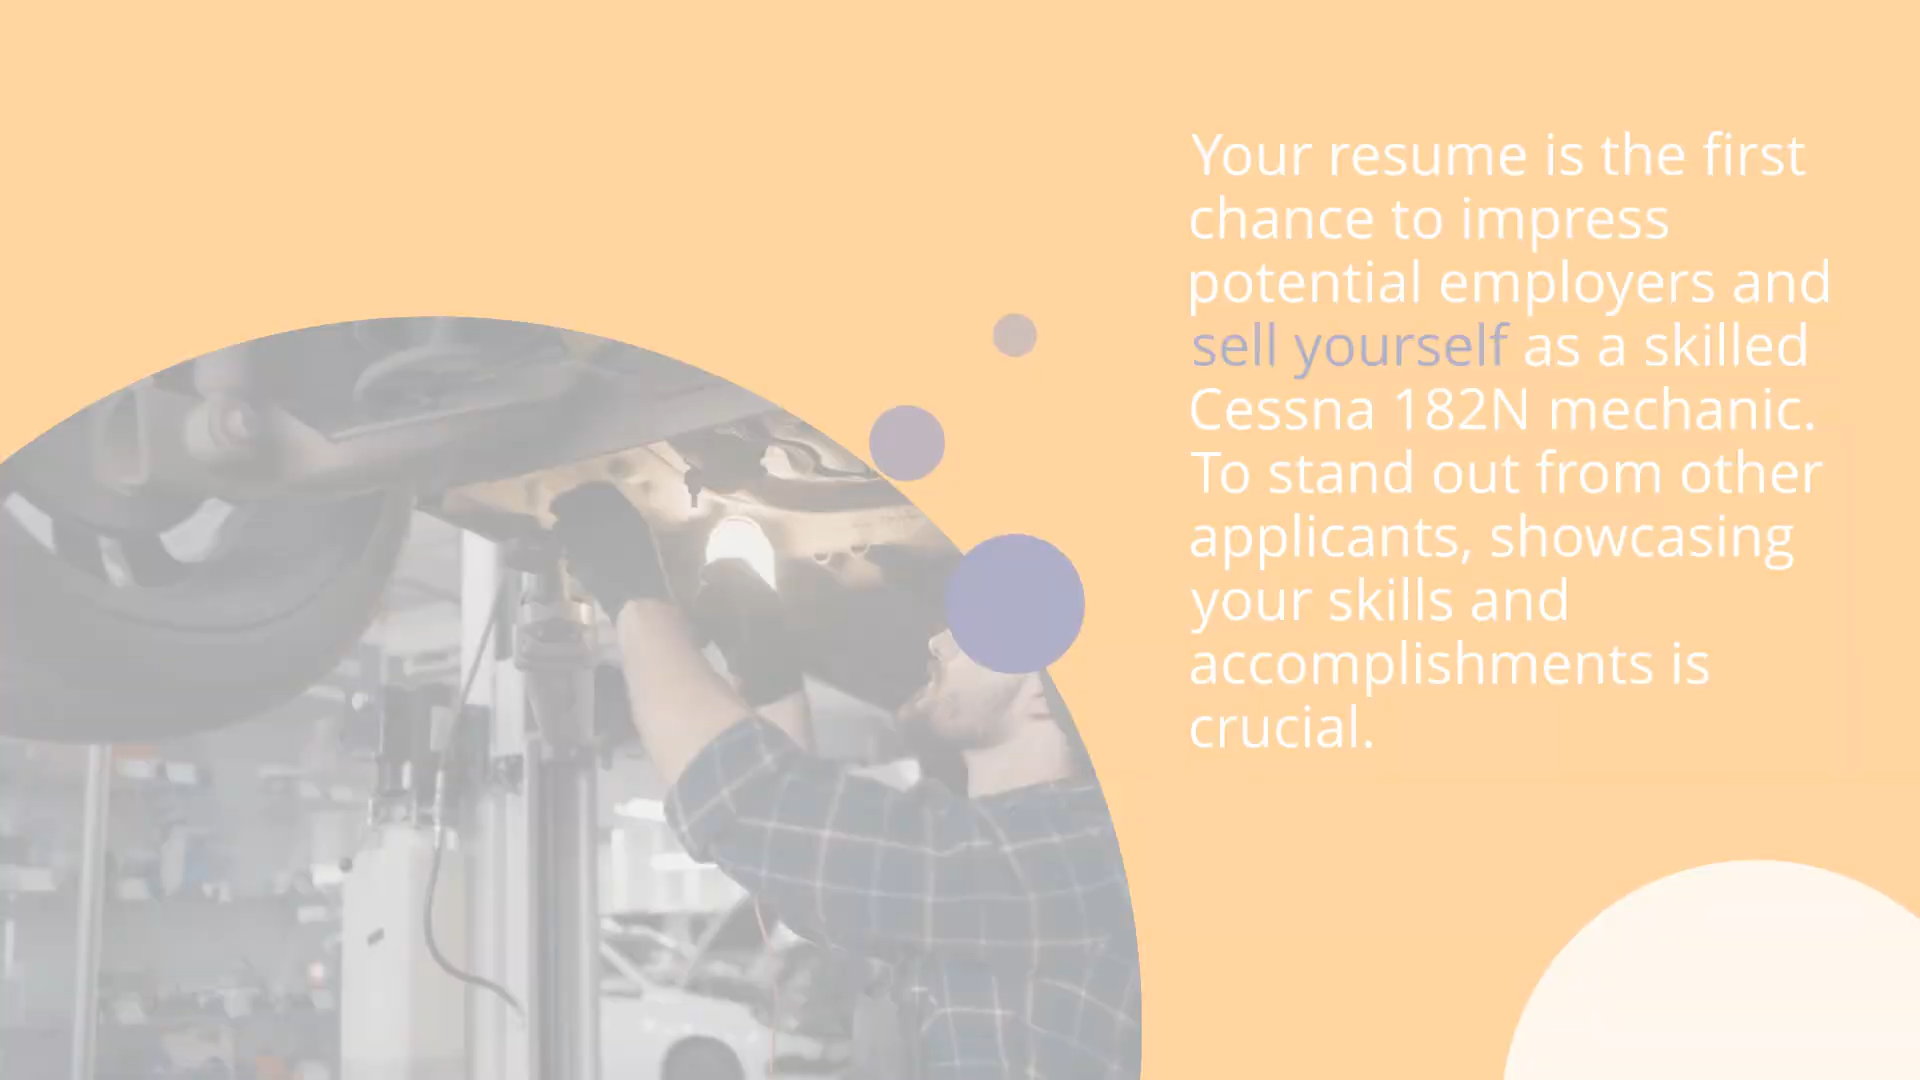 Your resume is the first
chance to impress
potential employers and
sell yourself as a skilled
Cessna 182N mechanic.
To stand out from other
applicants, showcasing
your skills and
accomplishments is
crucial.